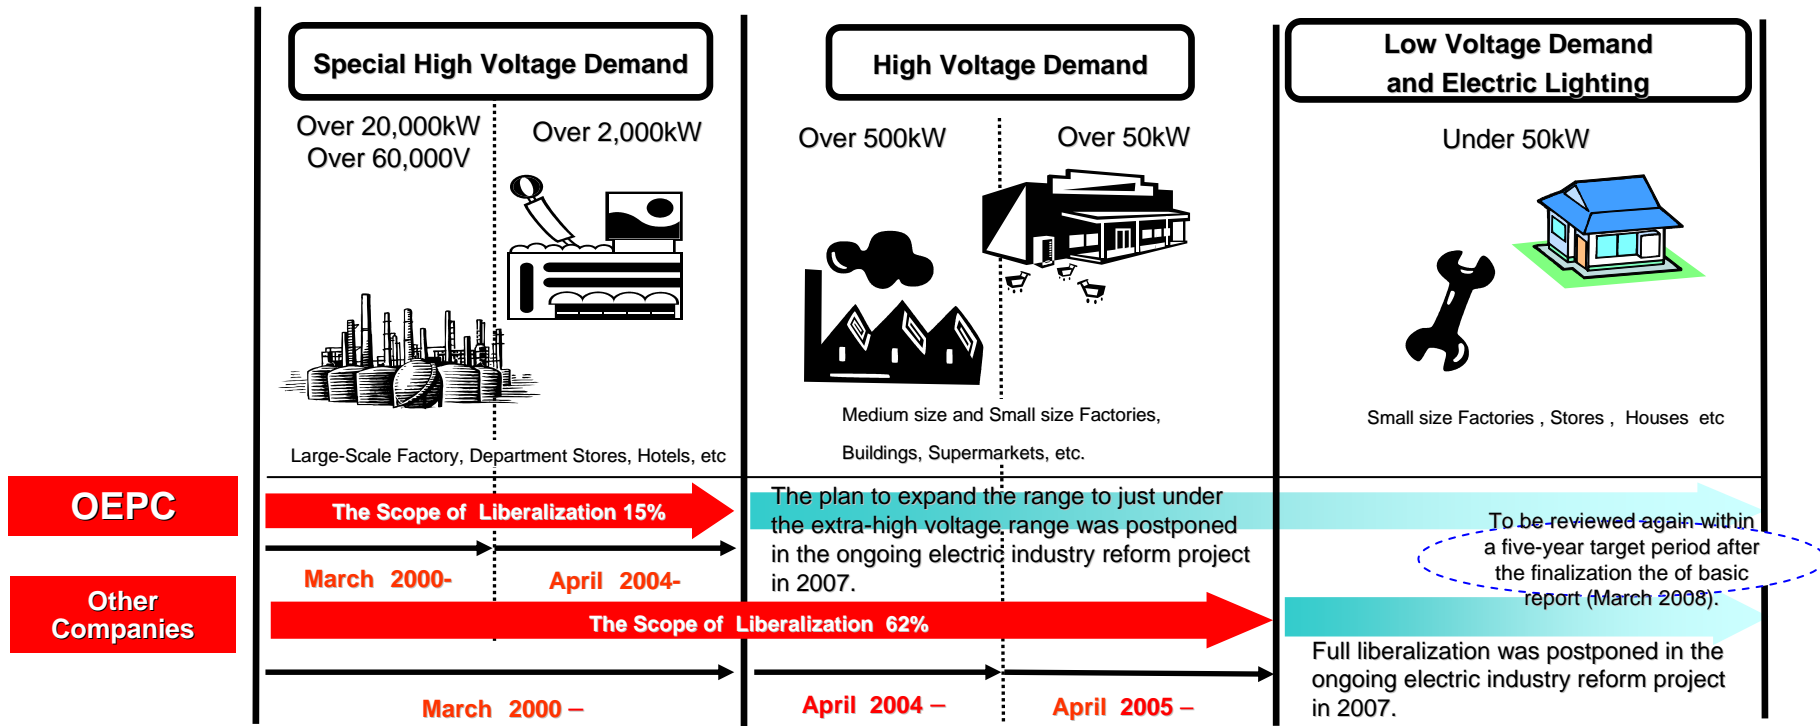 Special High Voltage Demand
High Voltage Demand
Low Voltage Demand
and Electric Lighting
Over 20,000kW
Over 60,000V
Over 2,000kW
Over 500kW
Over 50kW
Under 50kW
Large-Scale Factory, Department Stores, Hotels, etc
Medium size and Small size Factories,
Buildings, Supermarkets, etc.
Small size Factories , Stores , Houses etc
OEPC
The Scope of Liberalization 15%
March 2000-
April 2004-
The plan to expand the range to just under
the extra-high voltage range was postponed
in the ongoing electric industry reform project
in 2007.
To be reviewed again within
a five-year target period after
the finalization the of basic
report (March 2008).
Other
Companies
The Scope of Liberalization 62%
March 2000 –
April 2004 –
April 2005 –
Full liberalization was postponed in the
ongoing electric industry reform project
in 2007.